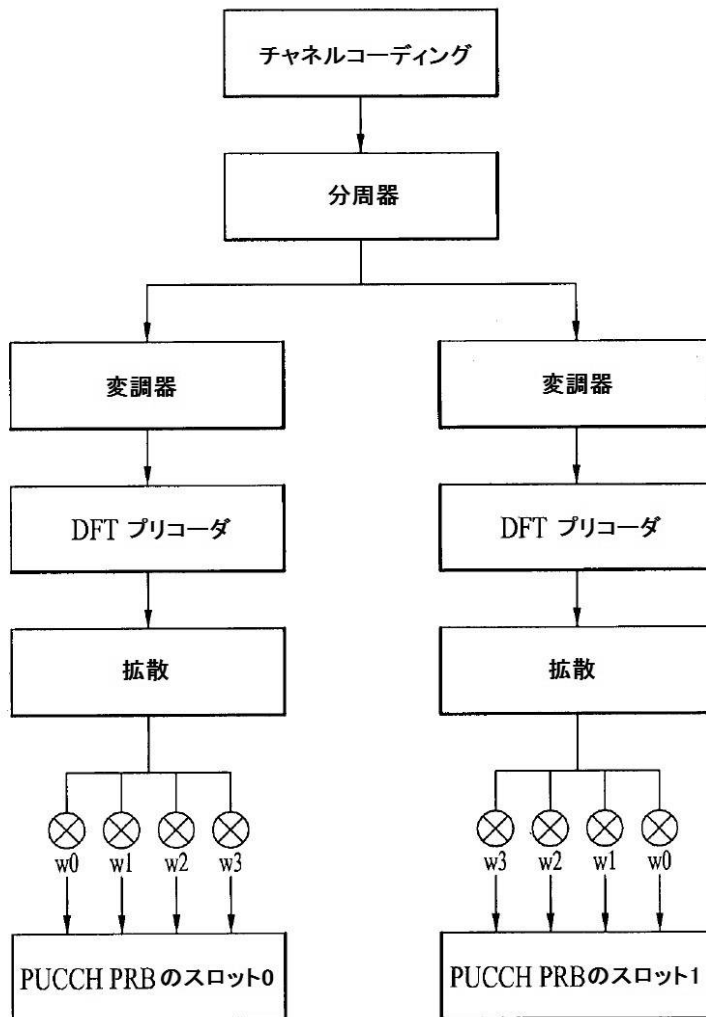 チャネルコーディング
分周器
変調器
変調器
DFT プリコーダ
DFT プリコーダ
拡散
拡散
w0 w1 w2 w3
w3 w2 w1 w0
PUCCH PRBのスロット0
PUCCH PRBのスロット1